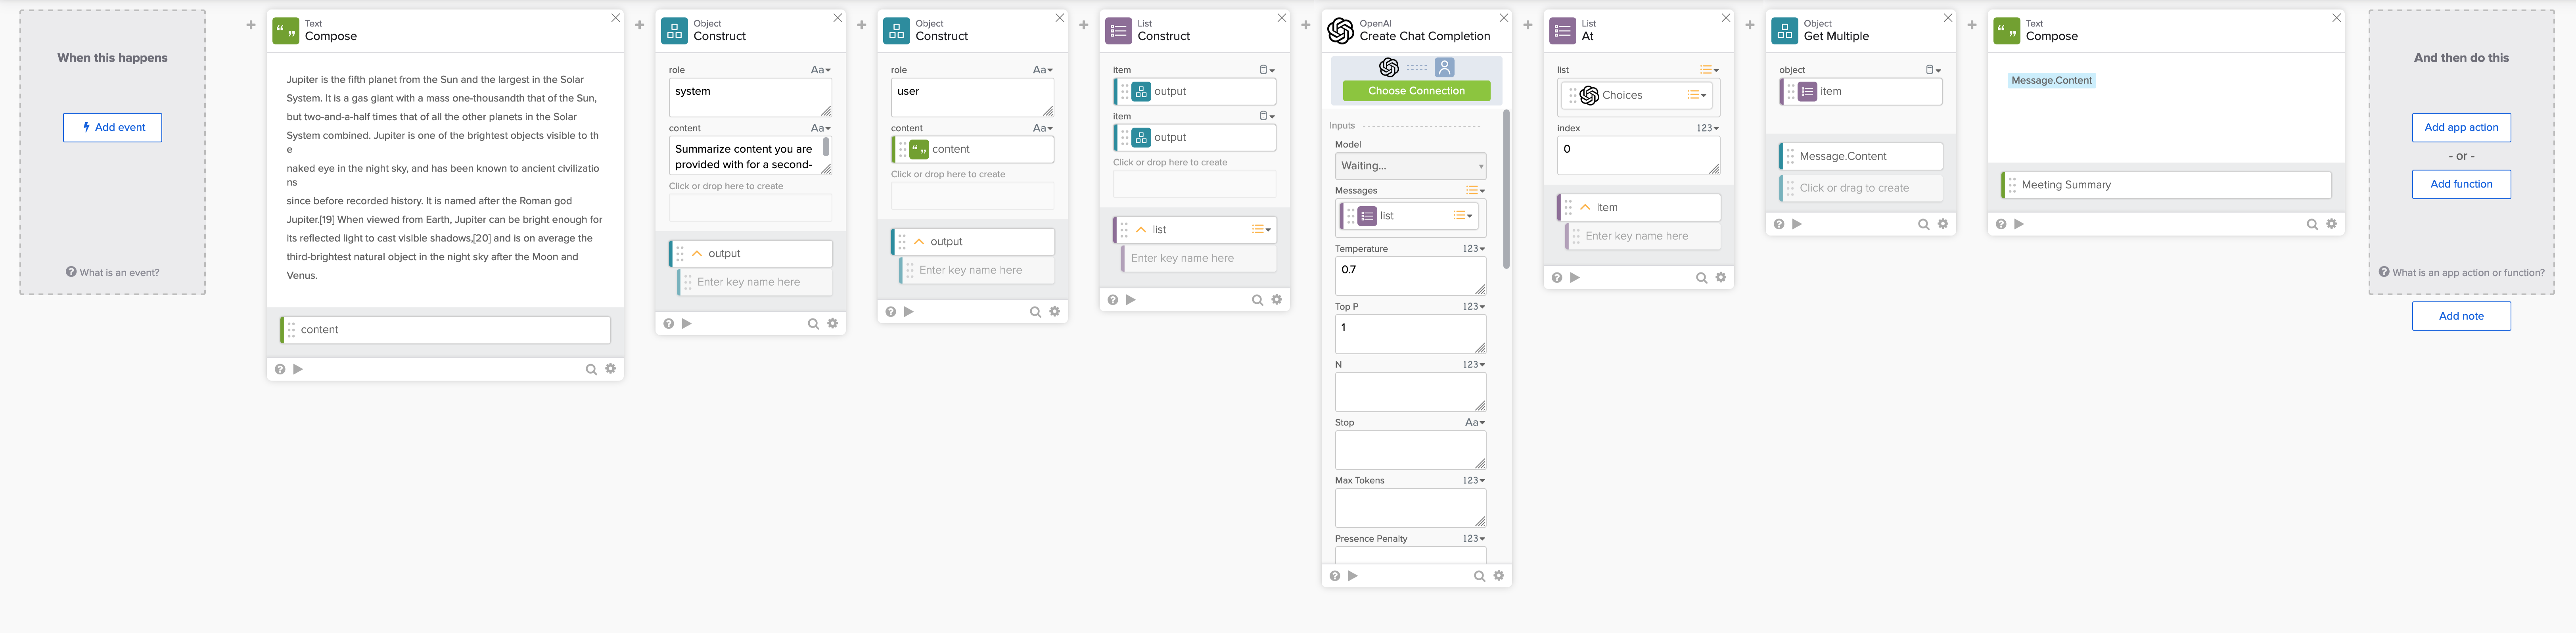 When this happens
Add event
What is an event?
Text
Compose
Jupiter is the fifth planet from the Sun and the largest in the Solar
System. It is a gas giant with a mass one-thousandth that of the Sun,
but two-and-a-half times that of all the other planets in the Solar
System combined. Jupiter is one of the brightest objects visible to th
e
naked eye in the night sky, and has been known to ancient civilizatio
ns
since before recorded history. It is named after the Roman god
Jupiter.[19] When viewed from Earth, Jupiter can be bright enough for
its reflected light to cast visible shadows,[20] and is on average the
third-brightest natural object in the night sky after the Moon and
Venus.
content
Object
Construct
role
Aa
system
content
Aa
Summarize content you are
provided with for a second-
Click or drop here to create
output
Enter key name here
Object
Construct
role
Aa
user
content
Aa
content
Click or drop here to create
output
Enter key name here
List
Construct
item
output
item
output
Click or drop here to create
list
Enter key name here
OpenAI
Create Chat Completion
Choose Connection
Inputs
Model
Waiting...
Messages
list
Temperature
123
0.7
Top P
123
1
N
123
Stop
Aa
Max Tokens
123
Presence Penalty
123
List
At
list
Choices
index
123
0
item
Enter key name here
Object
Get Multiple
object
item
Message.Content
Click or drag to create
Text
Compose
Message.Content
Meeting Summary
And then do this
Add app action
- or -
Add function
What is an app action or function?
Add note